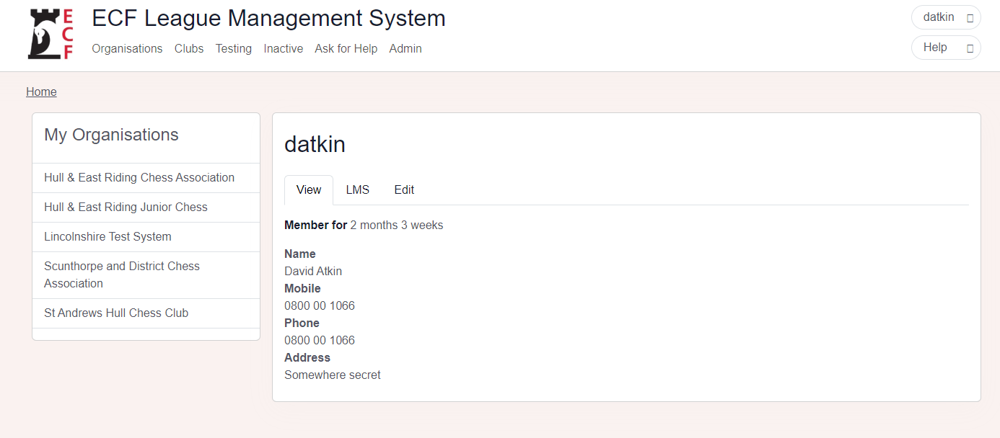 ECF
ECF League Management System
Organisations Clubs Testing Inactive Ask for Help Admin
datkin
Help
Home
My Organisations
Hull & East Riding Chess Association
Hull & East Riding Junior Chess
Lincolnshire Test System
Scunthorpe and District Chess
Association
St Andrews Hull Chess Club
datkin
View LMS Edit
Member for 2 months 3 weeks
Name
David Atkin
Mobile
0800 00 1066
Phone
0800 00 1066
Address
Somewhere secret